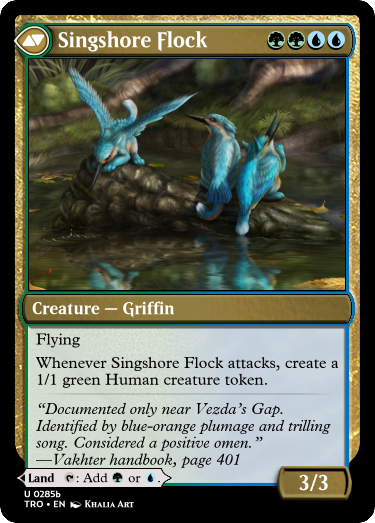 Singshore Flock
Creature — Griffin
Flying
Whenever Singshore Flock attacks, create a
1/1 green Human creature token.
“Documented only near Vezda’s Gap.
Identified by blue-orange plumage and trilling
song. Considered a positive omen.”
—Vakhter handbook, page 401
Land : Add or .
3/3
U 0285b
TRO • EN Khalia Art